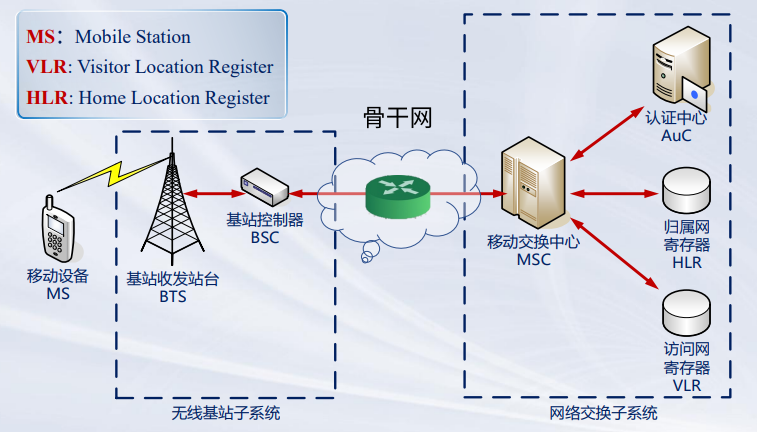 MS：Mobile Station
VLR: Visitor Location Register
HLR: Home Location Register
骨干网
认证中心
AuC
基站控制器
BSC
移动交换中心
MSC
归属网
寄存器
HLR
移动设备
MS
基站收发站台
BTS
访问网
寄存器
VLR
无线基站子系统
网络交换子系统